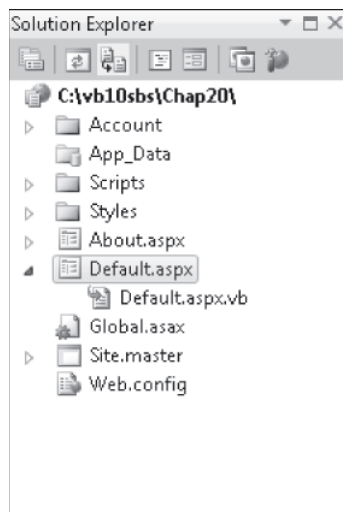 Solution Explorer
C:\vb10sbs\Chap20\
Account
App_Data
Scripts
Styles
About.aspx
Default.aspx
Default.aspx.vb
Global.asax
Site.master
Web.config